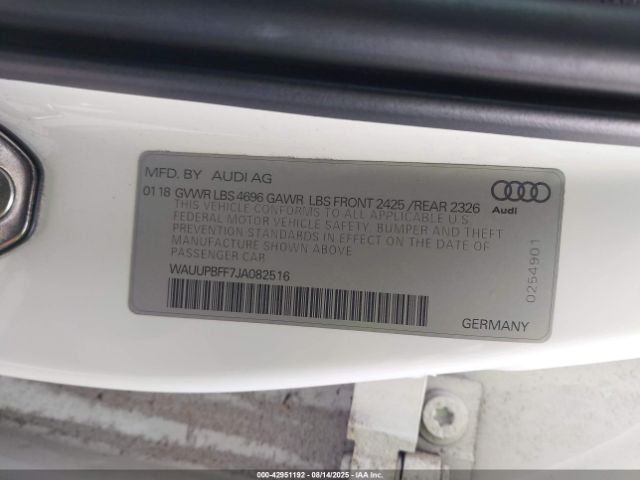 MFD. BY AUDI AG
01 18 GVWR LBS 4696 GAWR LBS FRONT 2425 / REAR 2326
THIS VEHICLE CONFORMS TO ALL APPLICABLE U.S
FEDERAL MOTOR VEHICLE SAFETY, BUMPER AND THEFT
PREVENTION STANDARDS IN EFFECT ON THE DATE OF
MANUFACTURE SHOWN ABOVE
PASSENGER CAR
WAUUPBFF7JA082516
Audi
0254901
GERMANY
000-42951192 - 08/14/2025 - IAAI.COM